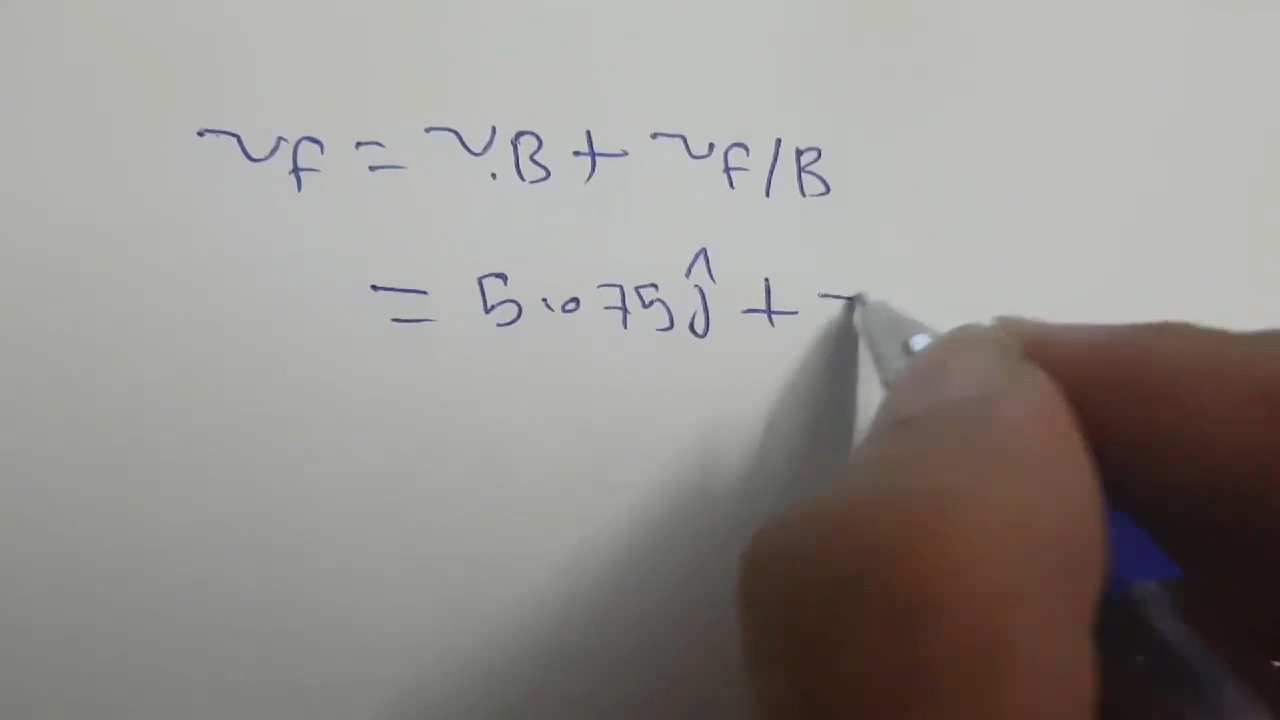 vf = v.B + vF/B
= 5.075ĵ +